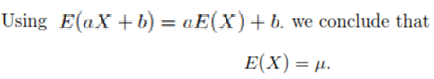 Using E(aX + b) = aE(X) + b. we conclude that
E(X) = μ.